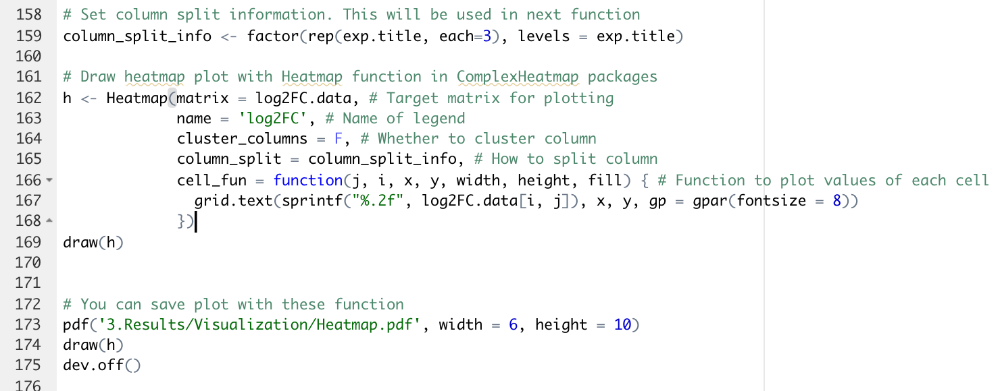 158 # Set column split information. This will be used in next function
159 column_split_info <- factor(rep(exp.title, each=3), levels = exp.title)
160
161 # Draw heatmap plot with Heatmap function in ComplexHeatmap packages
162 h <- Heatmap(matrix = log2FC.data, # Target matrix for plotting
163 name = 'log2FC', # Name of legend
164 cluster_columns = F, # Whether to cluster column
165 column_split = column_split_info, # How to split column
166 cell_fun = function(j, i, x, y, width, height, fill) { # Function to plot values of each cell
167 grid.text(sprintf("%.2f", log2FC.data[i, j]), x, y, gp = gpar(fontsize = 8))
168 })
169 draw(h)
170
171
172 # You can save plot with these function
173 pdf('3.Results/Visualization/Heatmap.pdf', width = 6, height = 10)
174 draw(h)
175 dev.off()
176